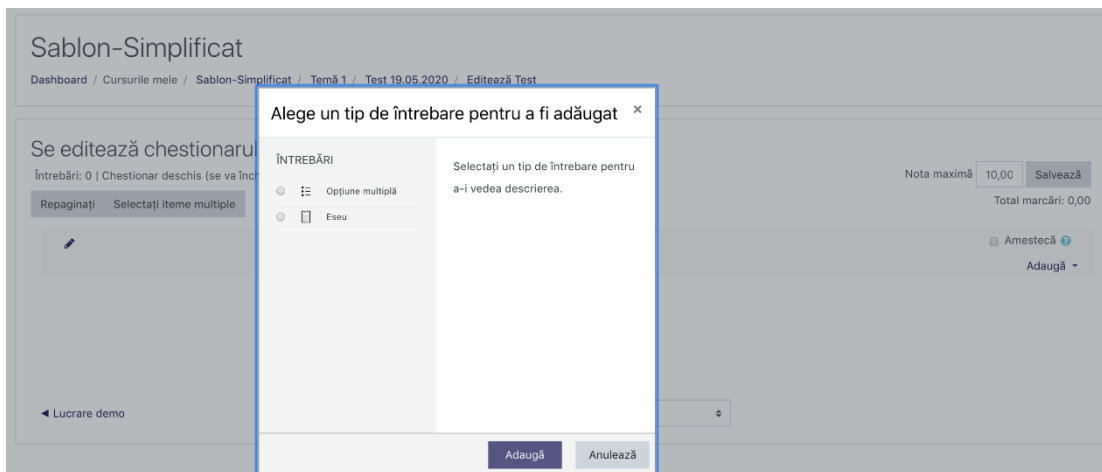 Sablon-Simplificat
Dashboard / Cursurile mele / Sablon-Simplificat / Temă 1 / Test 19.05.2020 / Editează Test
Alege un tip de întrebare pentru a fi adăugat ×
Se editează chestionarul
Întrebări: 0 | Chestionar deschis (se va înc
Repaginați Selectați iteme multiple
ÎNTREBĂRI
Opțiune multiplă
Eseu
Selectați un tip de întrebare pentru
a-i vedea descrierea.
Nota maximă 10,00 Salvează
Total marcări: 0,00
Amestecă
Adaugă
◄ Lucrare demo
Adaugă Anulează